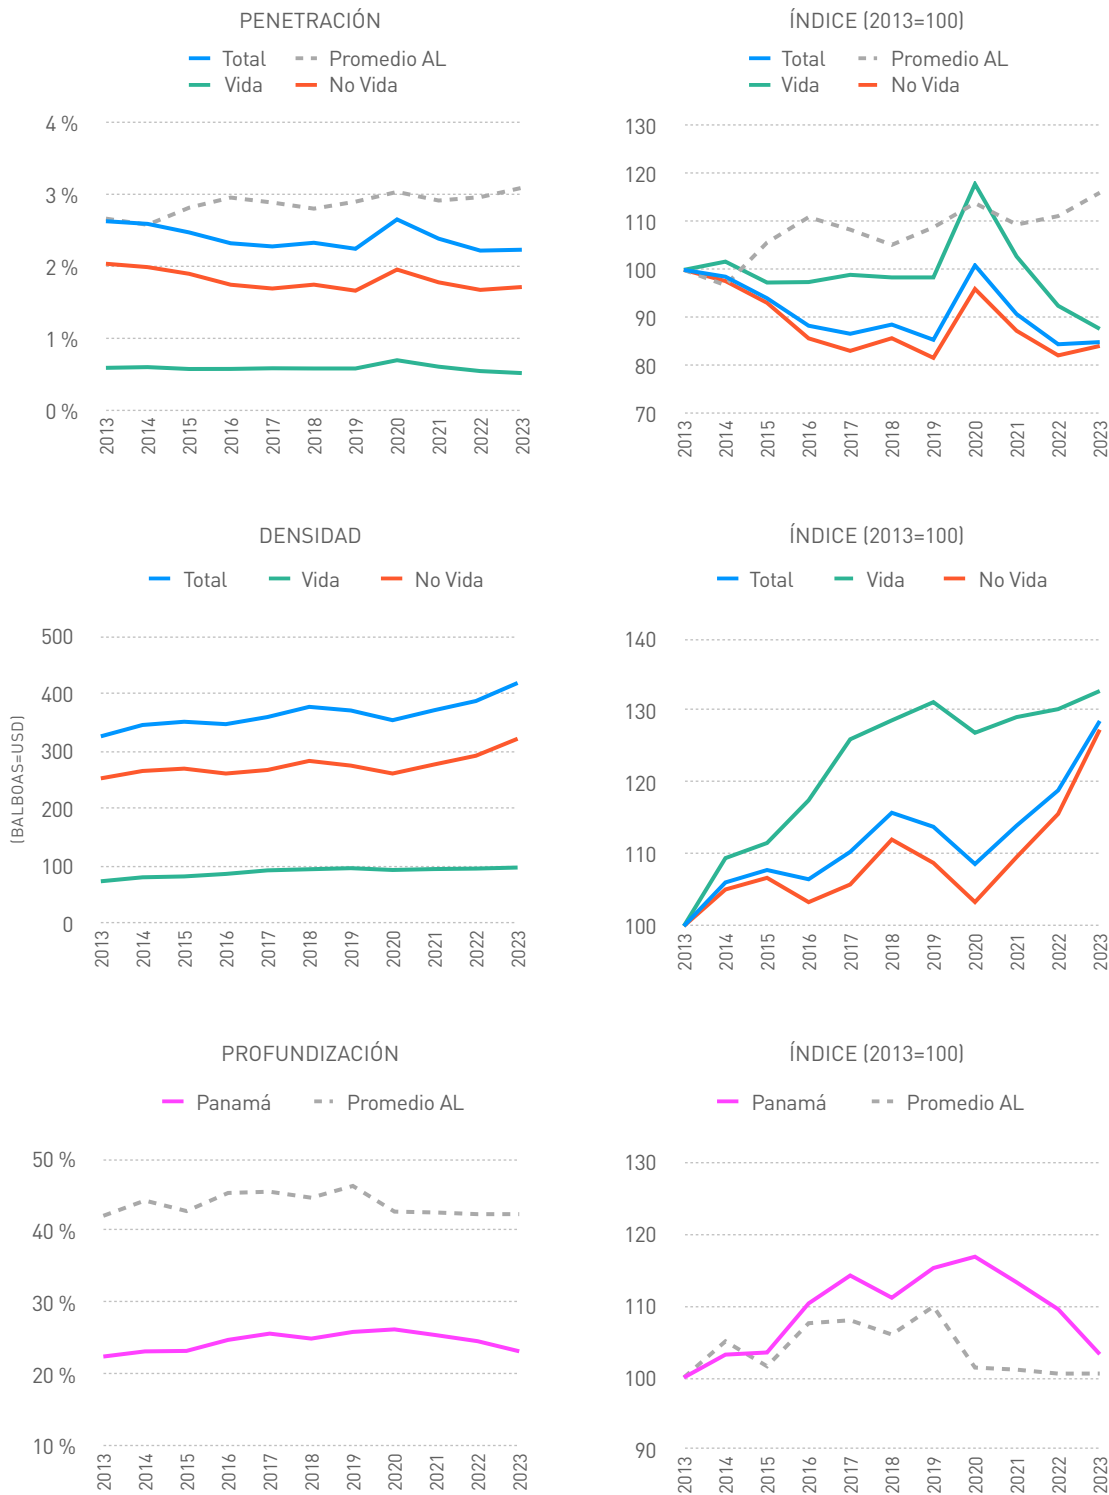 PENETRACIÓN
Total Promedio AL
Vida No Vida
4 %
3 %
2 %
1 %
0 %
2013 2014 2015 2016 2017 2018 2019 2020 2021 2022 2023
ÍNDICE (2013=100)
Total Promedio AL
Vida No Vida
130
120
110
100
90
80
70
2013 2014 2015 2016 2017 2018 2019 2020 2021 2022 2023
DENSIDAD
Total Vida No Vida
(BALBOAS=USD)
500
400
300
200
100
0
2013 2014 2015 2016 2017 2018 2019 2020 2021 2022 2023
ÍNDICE (2013=100)
Total Vida No Vida
140
130
120
110
100
2013 2014 2015 2016 2017 2018 2019 2020 2021 2022 2023
PROFUNDIZACIÓN
Panamá Promedio AL
50 %
40 %
30 %
20 %
10 %
2013 2014 2015 2016 2017 2018 2019 2020 2021 2022 2023
ÍNDICE (2013=100)
Panamá Promedio AL
130
120
110
100
90
2013 2014 2015 2016 2017 2018 2019 2020 2021 2022 2023